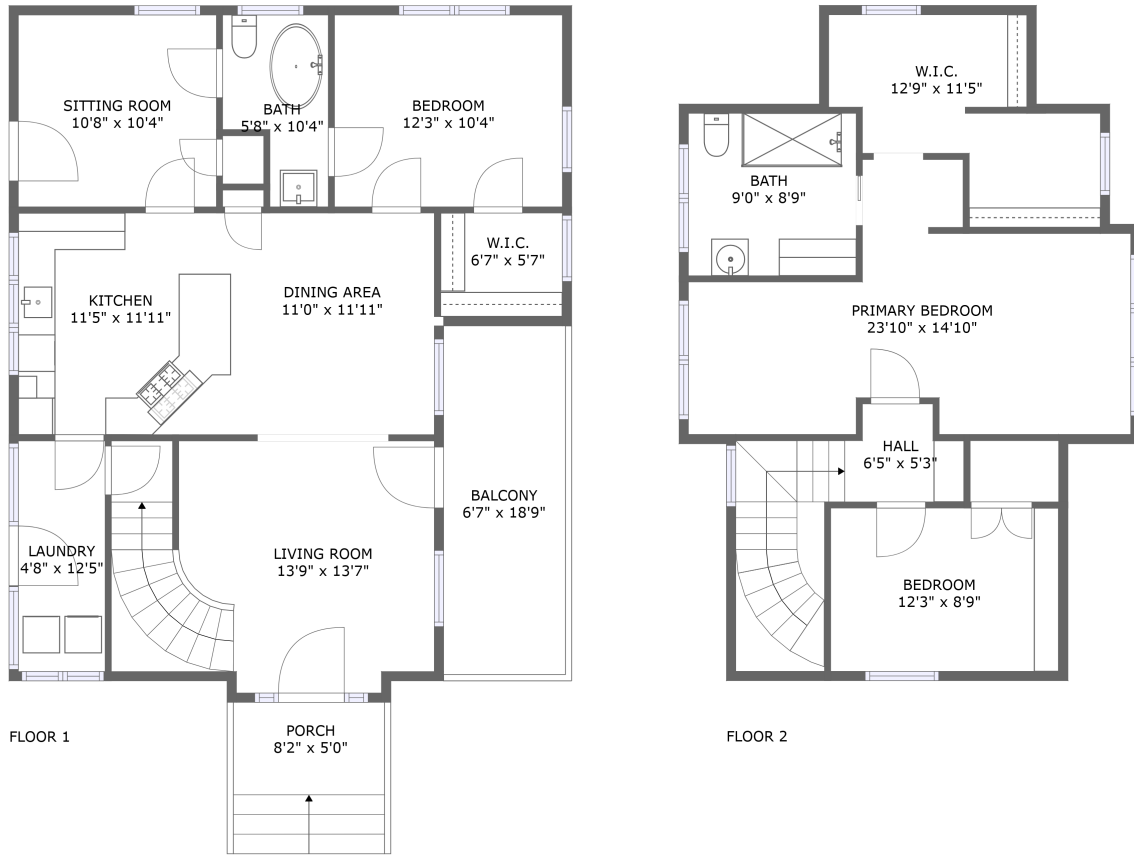 SITTING ROOM
10'8" x 10'4"
BATH
5'8" x 10'4"
BEDROOM
12'3" x 10'4"
KITCHEN
11'5" x 11'11"
DINING AREA
11'0" x 11'11"
W.I.C.
6'7" x 5'7"
LAUNDRY
4'8" x 12'5"
LIVING ROOM
13'9" x 13'7"
BALCONY
6'7" x 18'9"
PORCH
8'2" x 5'0"
FLOOR 1
W.I.C.
12'9" x 11'5"
BATH
9'0" x 8'9"
PRIMARY BEDROOM
23'10" x 14'10"
HALL
6'5" x 5'3"
BEDROOM
12'3" x 8'9"
FLOOR 2